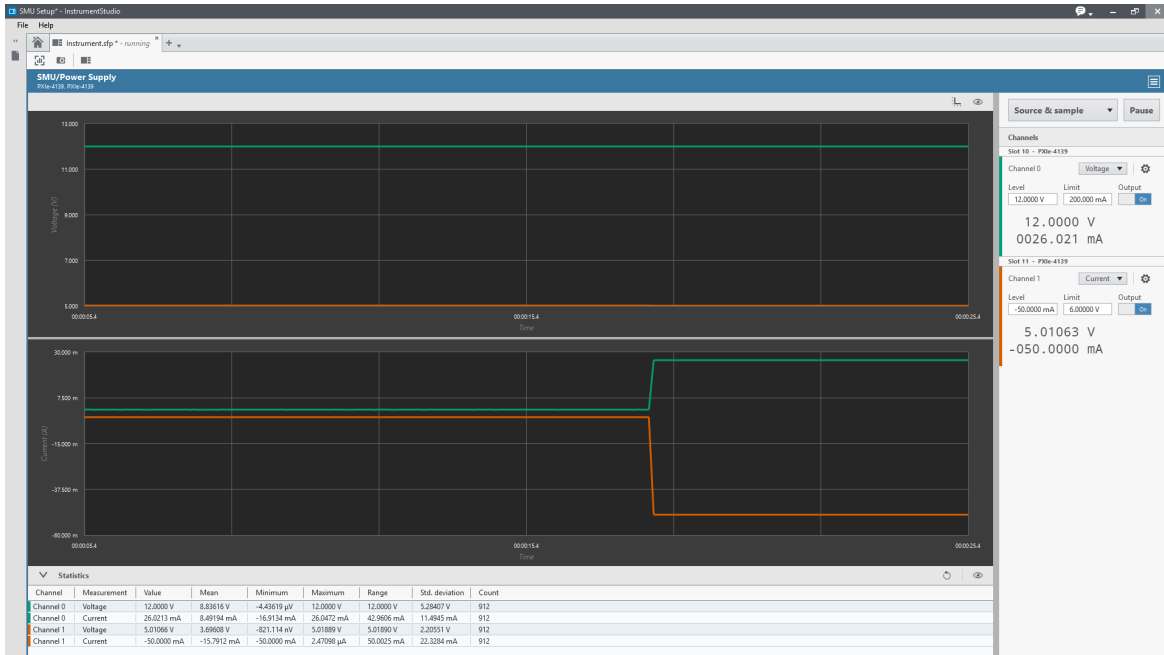 SMU Setup* - InstrumentStudio
File Help
Instrument.sfp * - running
SMU/Power Supply
PXIe-4139, PXIe-4139
13.000
11.000
9.000
7.000
5.000
Voltage (V)
00:00:05.4 00:00:15.4 00:00:25.4
Time
30.000 m
7.500 m
-15.000 m
-37.500 m
-60.000 m
Current (A)
00:00:05.4 00:00:15.4 00:00:25.4
Time
Statistics
Channel Measurement Value Mean Minimum Maximum Range Std. deviation Count
Channel 0 Voltage 12.0000 V 8.83616 V -4.43619 µV 12.0000 V 12.0000 V 5.28407 V 912
Channel 0 Current 26.0213 mA 8.49194 mA -16.9134 mA 26.0472 mA 42.9606 mA 11.4945 mA 912
Channel 1 Voltage 5.01066 V 3.69608 V -821.114 nV 5.01889 V 5.01890 V 2.20551 V 912
Channel 1 Current -50.0000 mA -15.7912 mA -50.0000 mA 2.47098 µA 50.0025 mA 22.3284 mA 912
Source & sample Pause
Channels
Slot 10 - PXIe-4139
Channel 0 Voltage
Level Limit Output
12.0000 V 200.000 mA On
12.0000 V
0026.021 mA
Slot 11 - PXIe-4139
Channel 1 Current
Level Limit Output
-50.0000 mA 6.00000 V On
5.01063 V
-050.0000 mA